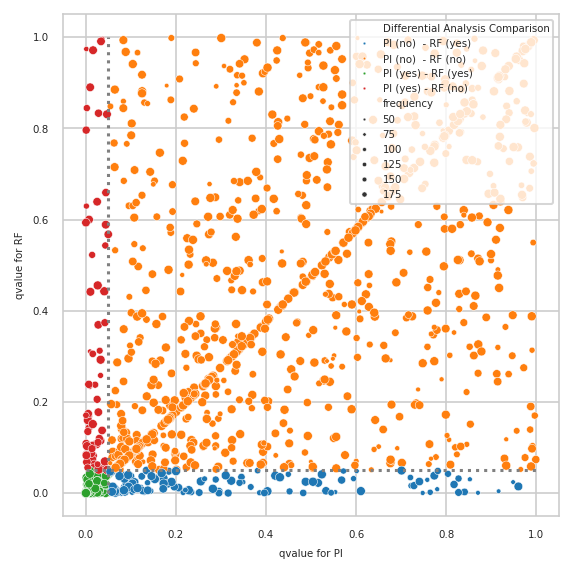 Differential Analysis Comparison
PI (no)  - RF (yes)
PI (no)  - RF (no)
PI (yes) - RF (yes)
PI (yes) - RF (no)
frequency
50
75
100
125
150
175
1.0
0.8
0.6
0.4
0.2
0.0
qvalue for RF
0.0 0.2 0.4 0.6 0.8 1.0
qvalue for PI